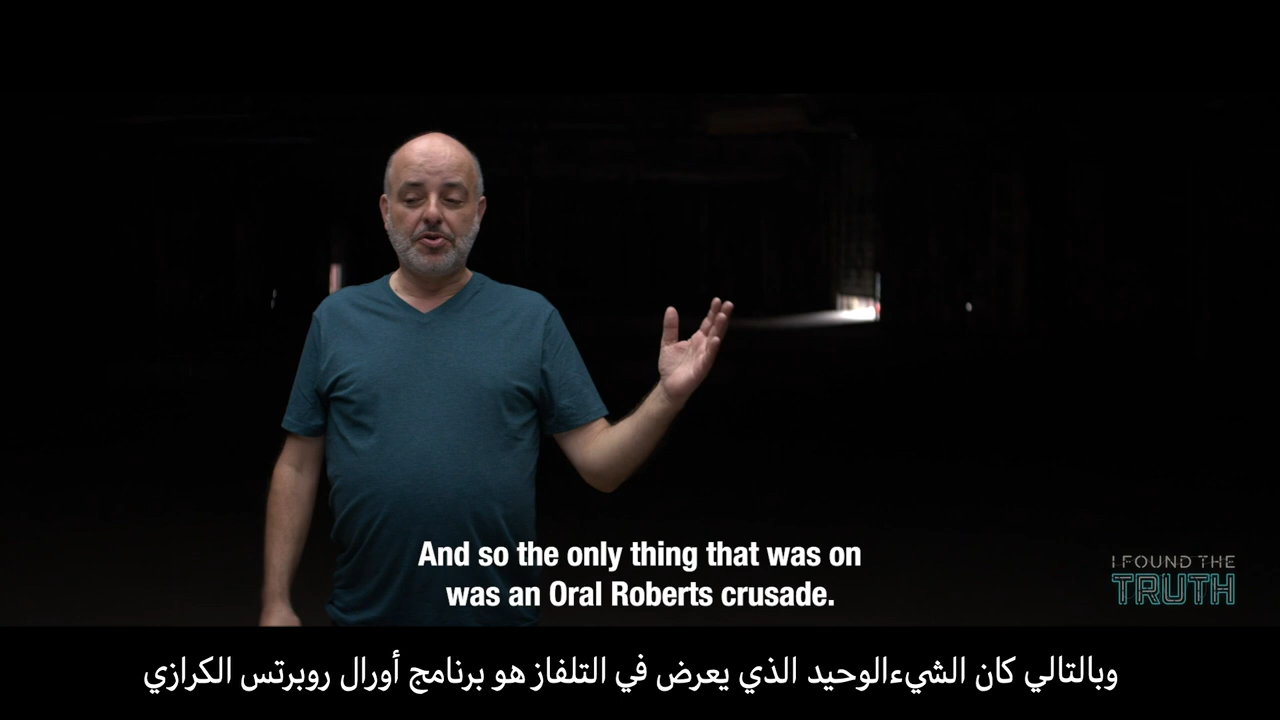 And so the only thing that was on
was an Oral Roberts crusade.
I FOUND THE
TRUTH
وبالتالي كان الشيءالوحيد الذي يعرض في التلفاز هو برنامج أورال روبرتس الكرازي